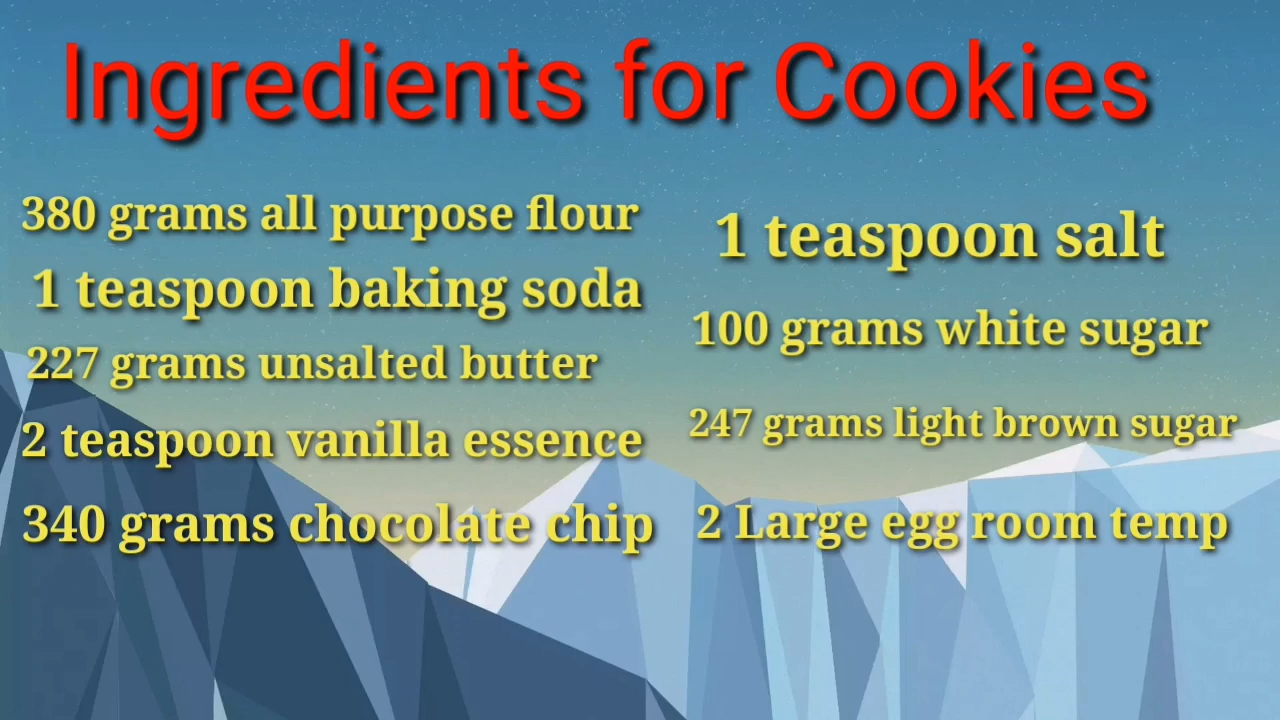 Ingredients for Cookies
380 grams all purpose flour
1 teaspoon baking soda
227 grams unsalted butter
2 teaspoon vanilla essence
340 grams chocolate chip
1 teaspoon salt
100 grams white sugar
247 grams light brown sugar
2 Large egg room temp